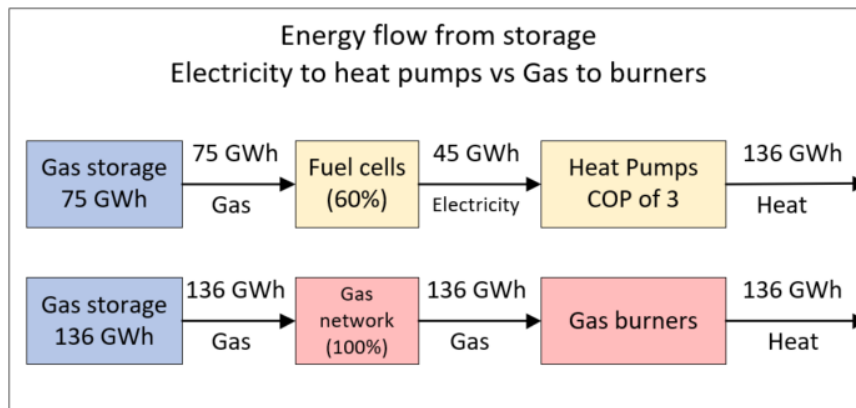 Energy flow from storage
Electricity to heat pumps vs Gas to burners
Gas storage
75 GWh
75 GWh
Gas
Fuel cells
(60%)
45 GWh
Electricity
Heat Pumps
COP of 3
136 GWh
Heat
Gas storage
136 GWh
136 GWh
Gas
Gas
network
(100%)
136 GWh
Gas
Gas burners
136 GWh
Heat